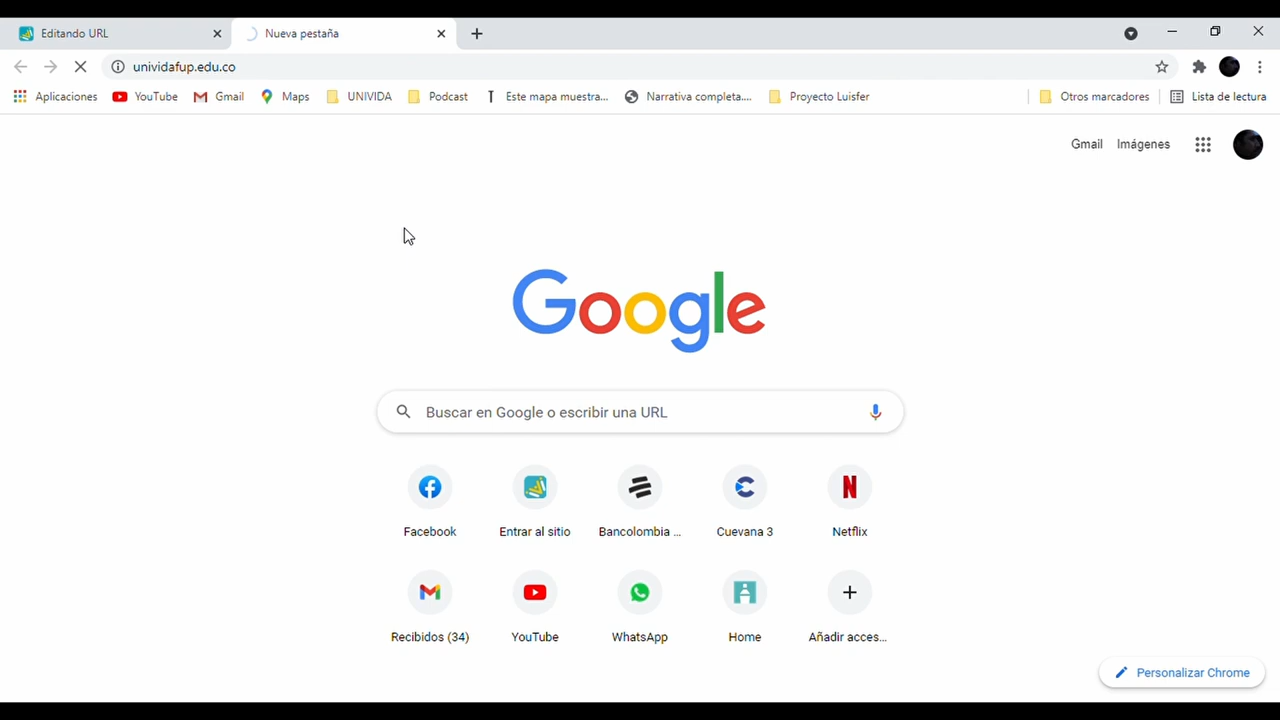 Editando URL
Nueva pestaña
unividafup.edu.co
Aplicaciones YouTube Gmail Maps UNIVIDA Podcast Este mapa muestra... Narrativa completa.... Proyecto Luisfer Otros marcadores Lista de lectura
Gmail Imágenes
Google
Buscar en Google o escribir una URL
Facebook Entrar al sitio Bancolombia ... Cuevana 3 Netflix
Recibidos (34) YouTube WhatsApp Home Añadir acces...
Personalizar Chrome